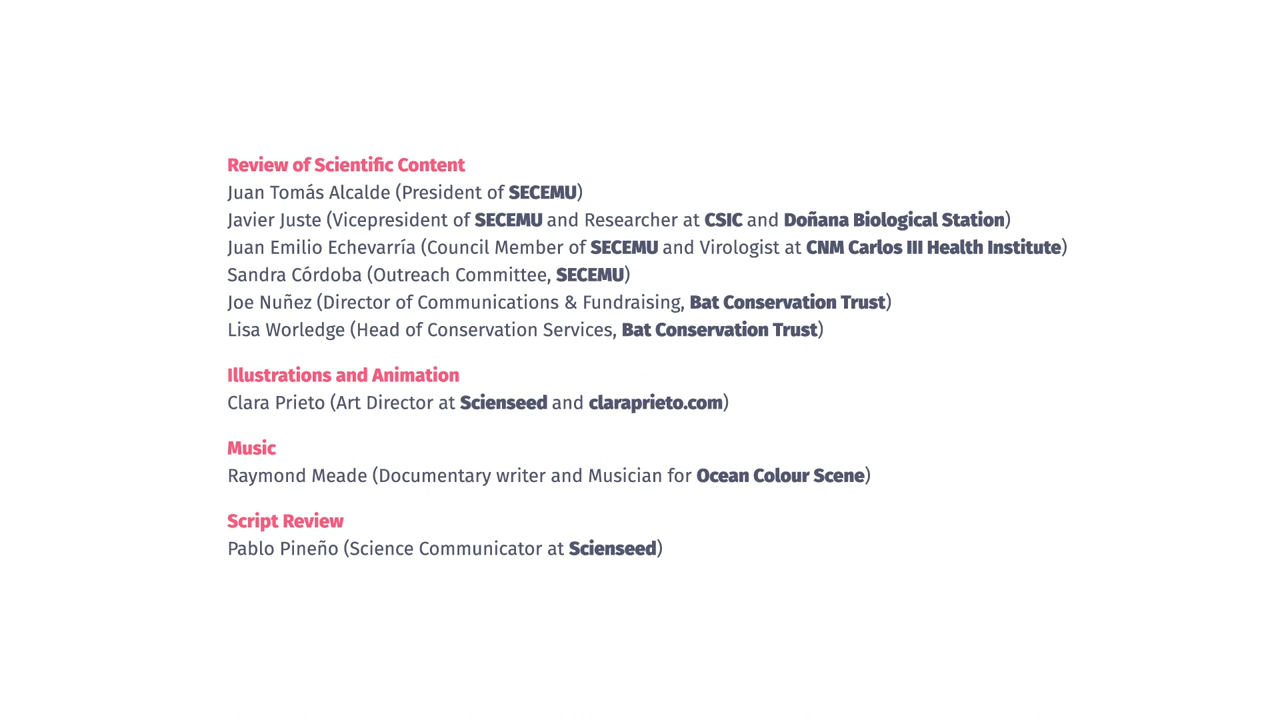 Review of Scientific Content
Juan Tomás Alcalde (President of SECEMU)
Javier Juste (Vicepresident of SECEMU and Researcher at CSIC and Doñana Biological Station)
Juan Emilio Echevarría (Council Member of SECEMU and Virologist at CNM Carlos III Health Institute)
Sandra Córdoba (Outreach Committee, SECEMU)
Joe Nuñez (Director of Communications & Fundraising, Bat Conservation Trust)
Lisa Worledge (Head of Conservation Services, Bat Conservation Trust)
Illustrations and Animation
Clara Prieto (Art Director at Scienseed and claraprieto.com)
Music
Raymond Meade (Documentary writer and Musician for Ocean Colour Scene)
Script Review
Pablo Pineño (Science Communicator at Scienseed)